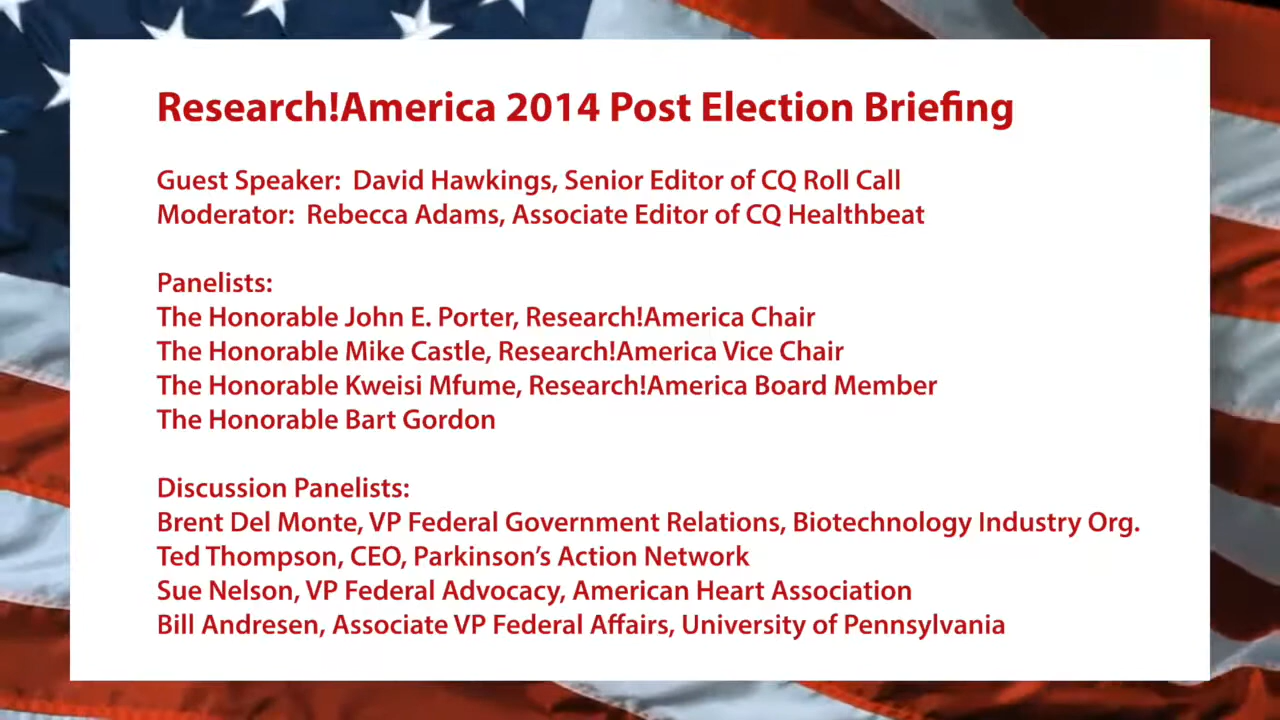 Research!America 2014 Post Election Briefing
Guest Speaker: David Hawkings, Senior Editor of CQ Roll Call
Moderator: Rebecca Adams, Associate Editor of CQ Healthbeat
Panelists:
The Honorable John E. Porter, Research!America Chair
The Honorable Mike Castle, Research!America Vice Chair
The Honorable Kweisi Mfume, Research!America Board Member
The Honorable Bart Gordon
Discussion Panelists:
Brent Del Monte, VP Federal Government Relations, Biotechnology Industry Org.
Ted Thompson, CEO, Parkinson's Action Network
Sue Nelson, VP Federal Advocacy, American Heart Association
Bill Andresen, Associate VP Federal Affairs, University of Pennsylvania